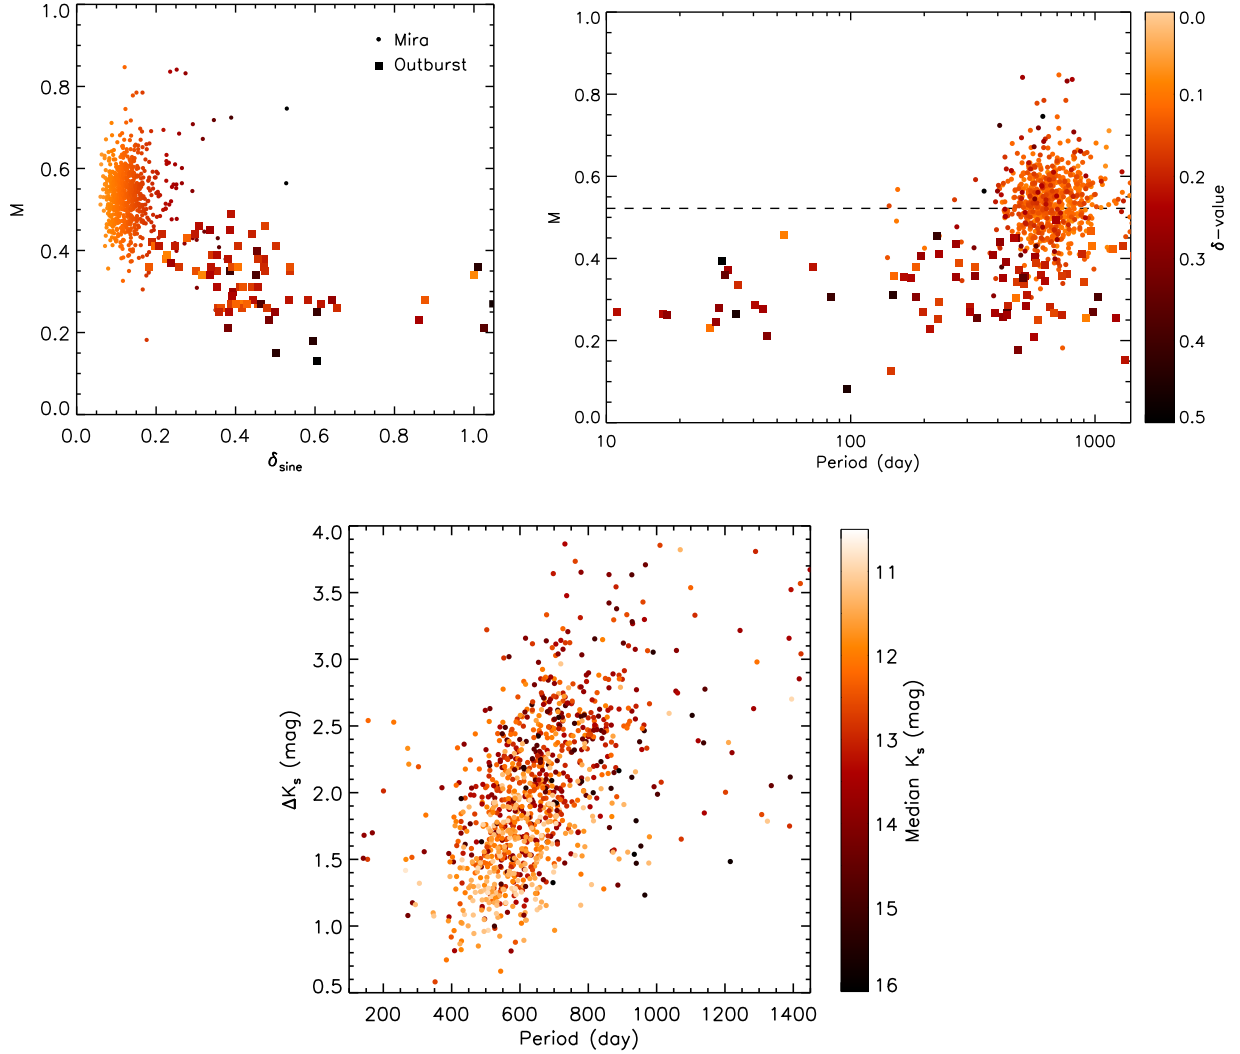 1.0
0.8
0.6
0.4
0.2
0.0
M
0.0 0.2 0.4 0.6 0.8 1.0
δsine
Mira
Outburst
1.0
0.8
0.6
0.4
0.2
0.0
M
10 100 1000
Period (day)
0.0
0.1
0.2
0.3
0.4
0.5
δ-value
4.0
3.5
3.0
2.5
2.0
1.5
1.0
0.5
ΔKs (mag)
200 400 600 800 1000 1200 1400
Period (day)
11
12
13
14
15
16
Median Ks (mag)